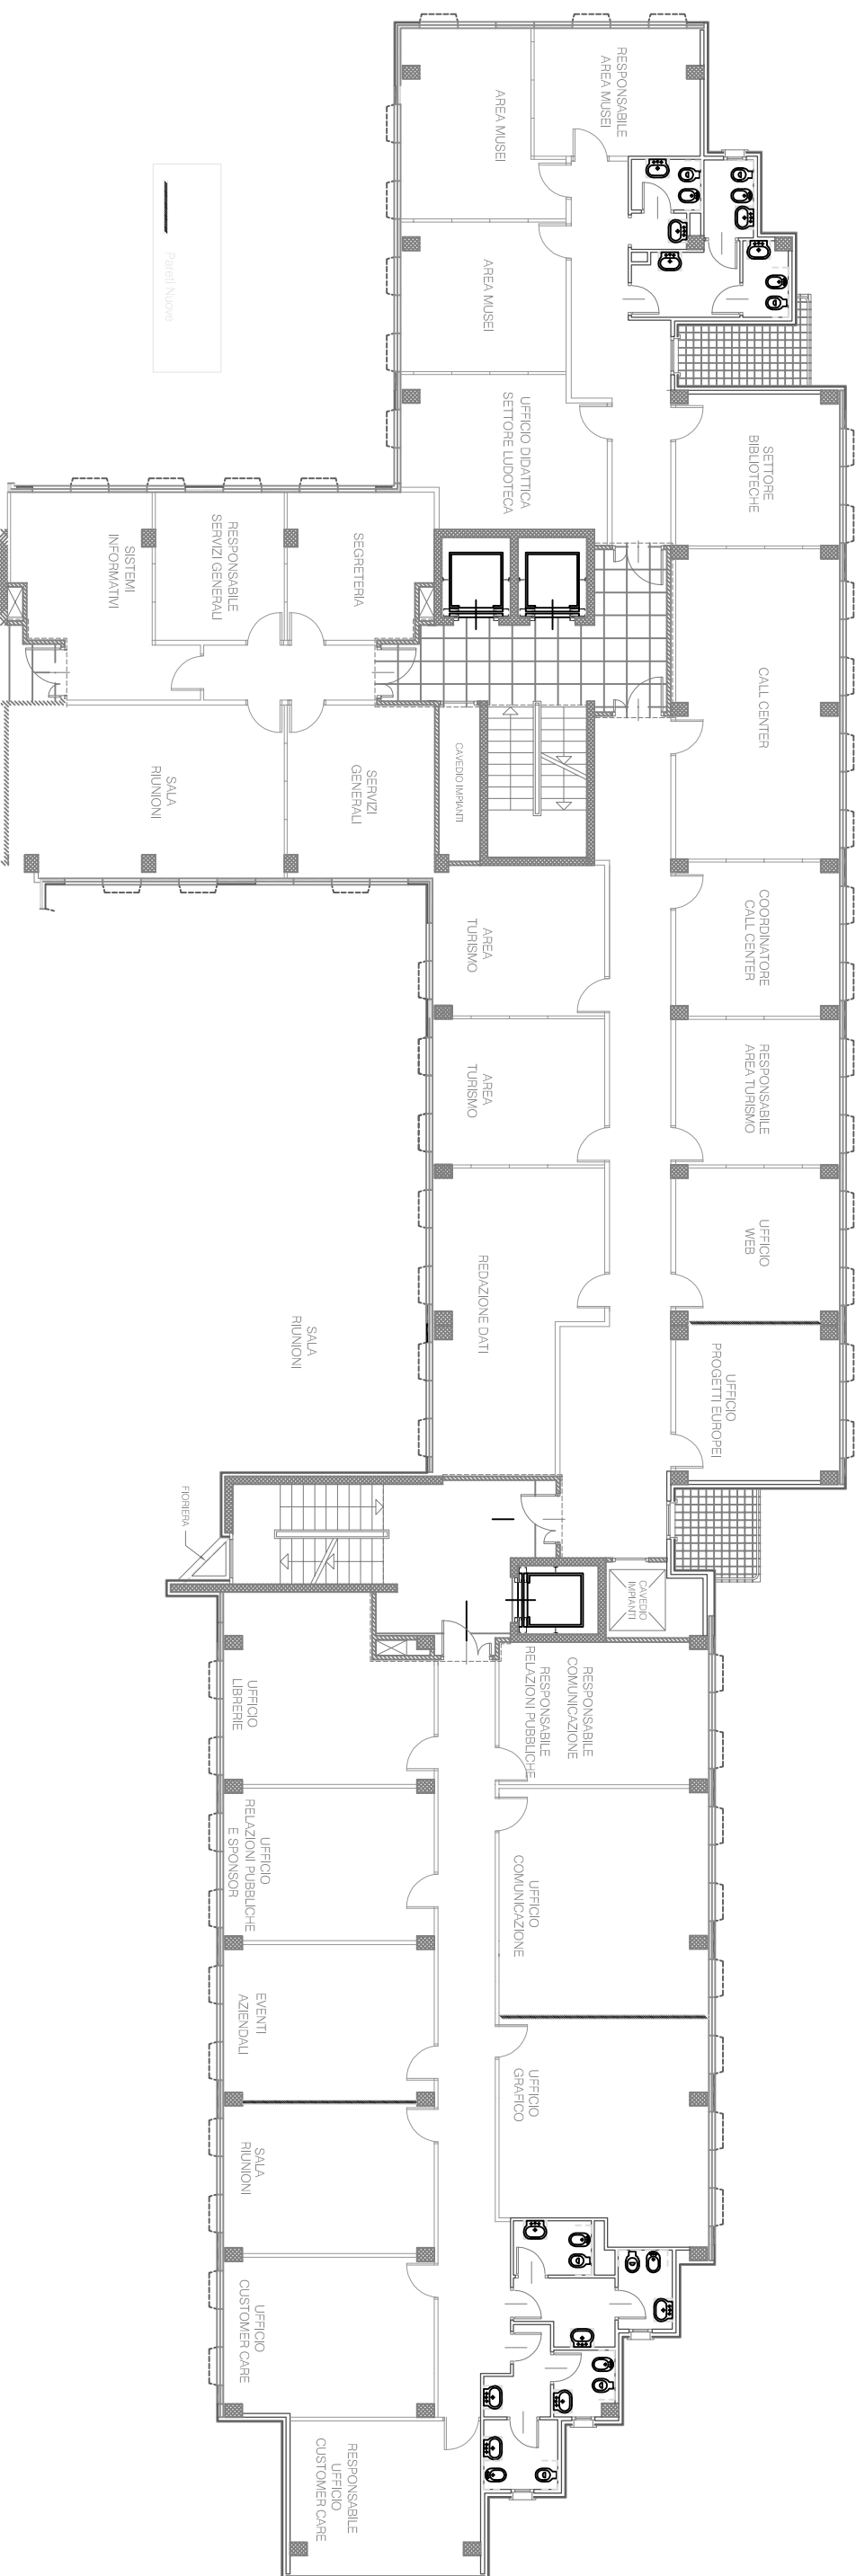 RESPONSABILE
AREA MUSEI
AREA MUSEI
AREA MUSEI
Pareti Nuove
UFFICIO DIDATTICA
SETTORE LUDOTECA
SETTORE
BIBLIOTECHE
SEGRETERIA
RESPONSABILE
SERVIZI GENERALI
SISTEMI
INFORMATIVI
CALL CENTER
CAVEDIO IMPIANTI
SERVIZI
GENERALI
SALA
RIUNIONI
COORDINATORE
CALL CENTER
AREA
TURISMO
RESPONSABILE
AREA TURISMO
AREA
TURISMO
UFFICIO
WEB
REDAZIONE DATI
SALA
RIUNIONI
UFFICIO
PROGETTI EUROPEI
FIORIERA
CAVEDIO
IMPIANTI
RESPONSABILE
COMUNICAZIONE
RESPONSABILE
RELAZIONI PUBBLICHE
UFFICIO
LIBRERIE
UFFICIO
RELAZIONI PUBBLICHE
E SPONSOR
UFFICIO
COMUNICAZIONE
EVENTI
AZIENDALI
UFFICIO
GRAFICO
SALA
RIUNIONI
UFFICIO
CUSTOMER CARE
RESPONSABILE
UFFICIO
CUSTOMER CARE